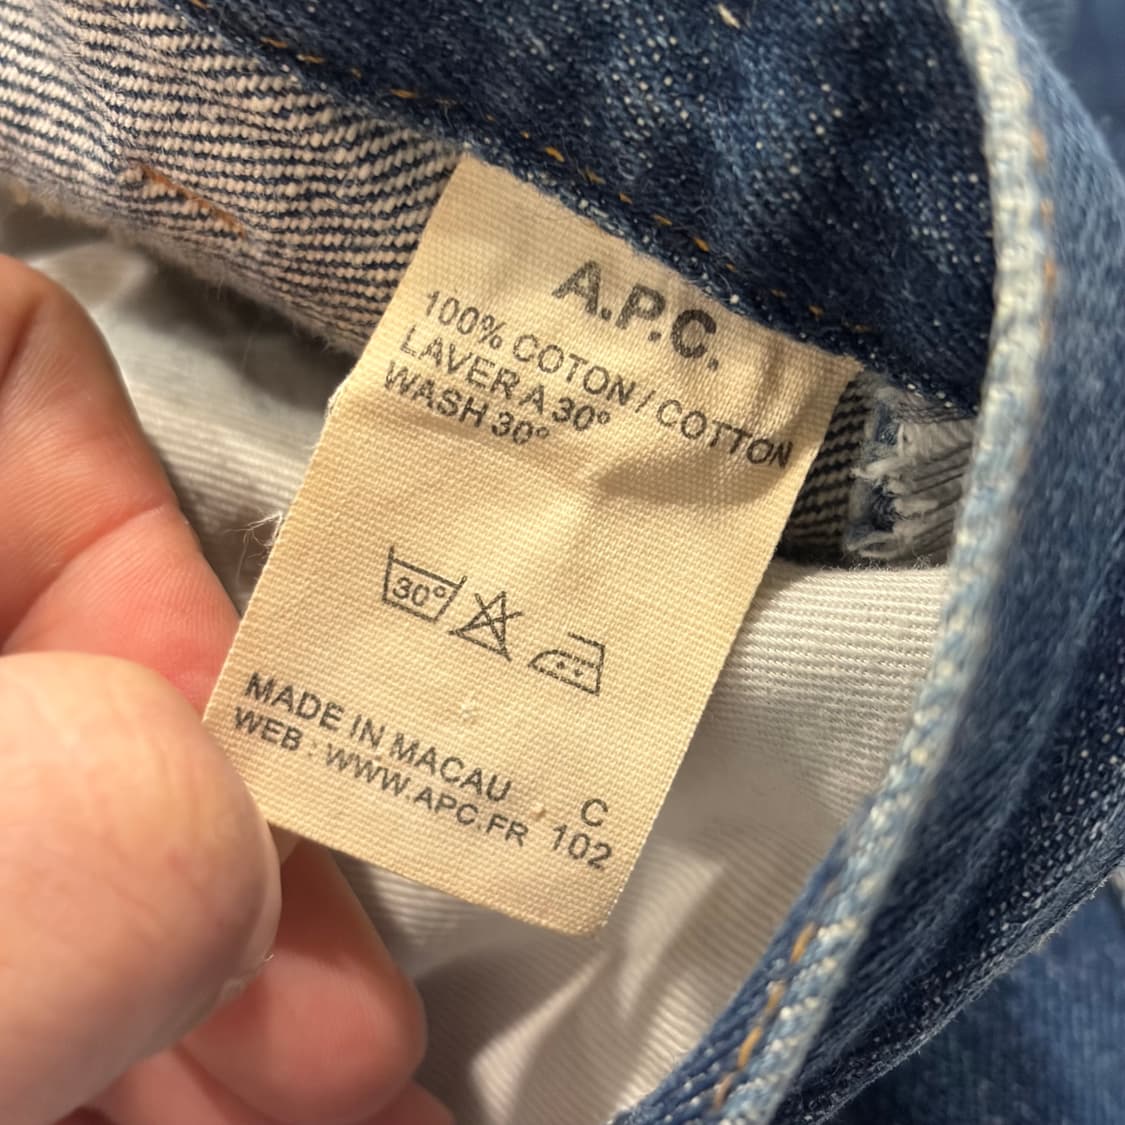 A.P.C.
100% COTON / COTTON
LAVER A 30°
WASH 30°
30°
MADE IN MACAU C
WEB : WWW.APC.FR 102